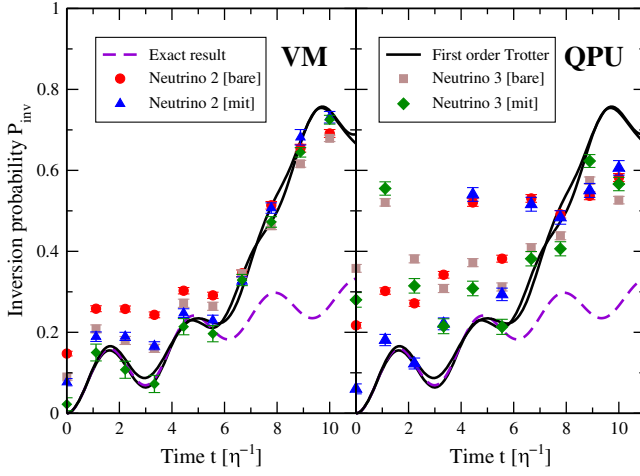 Inversion probability P_inv
1
0.8
0.6
0.4
0.2
0
Exact result
Neutrino 2 [bare]
Neutrino 2 [mit]
VM
First order Trotter
Neutrino 3 [bare]
Neutrino 3 [mit]
QPU
0 2 4 6 8 10
0 2 4 6 8 10
Time t [η⁻¹]
Time t [η⁻¹]